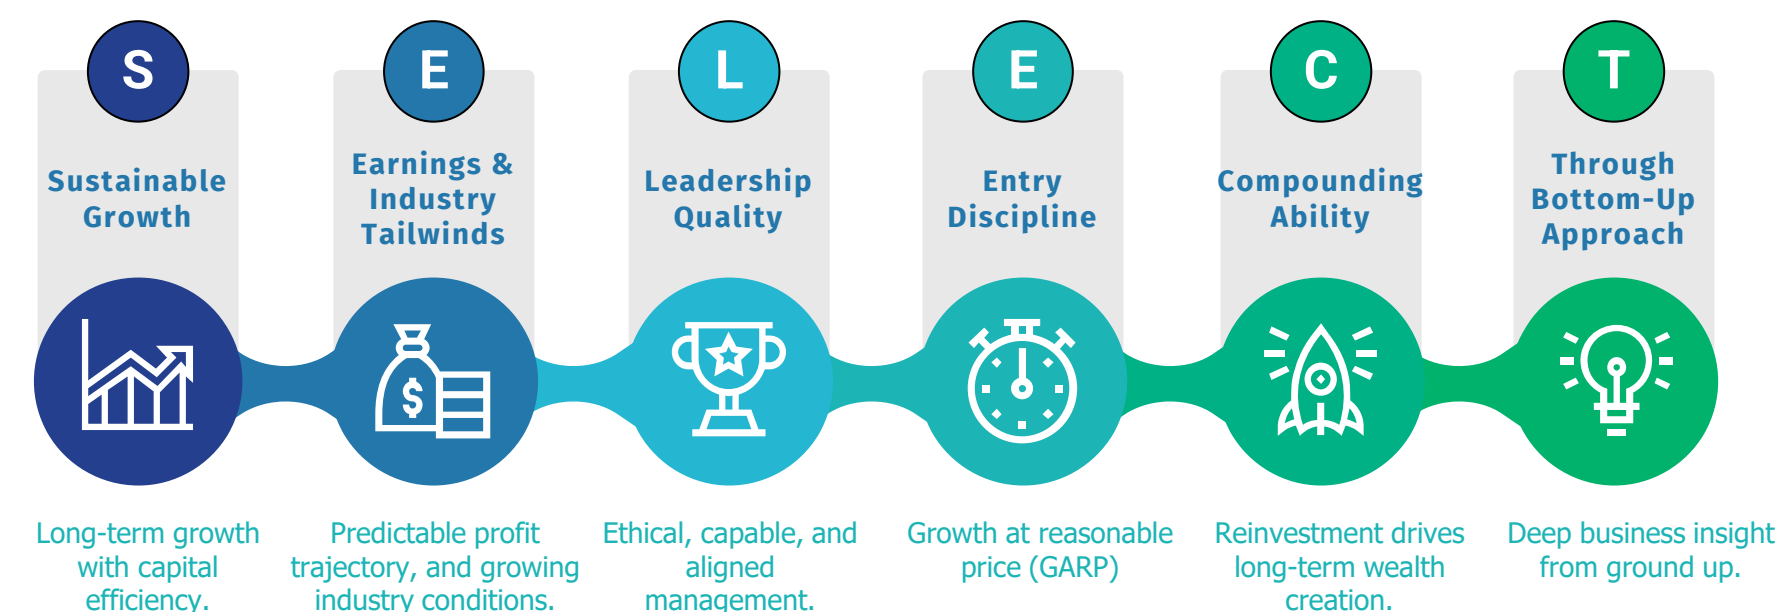 S
Sustainable
Growth
Long-term growth
with capital
efficiency.
E
Earnings &
Industry
Tailwinds
$
Predictable profit
trajectory, and growing
industry conditions.
L
Leadership
Quality
Ethical, capable, and
aligned
management.
E
Entry
Discipline
Growth at reasonable
price (GARP)
C
Compounding
Ability
Reinvestment drives
long-term wealth
creation.
T
Through
Bottom-Up
Approach
Deep business insight
from ground up.